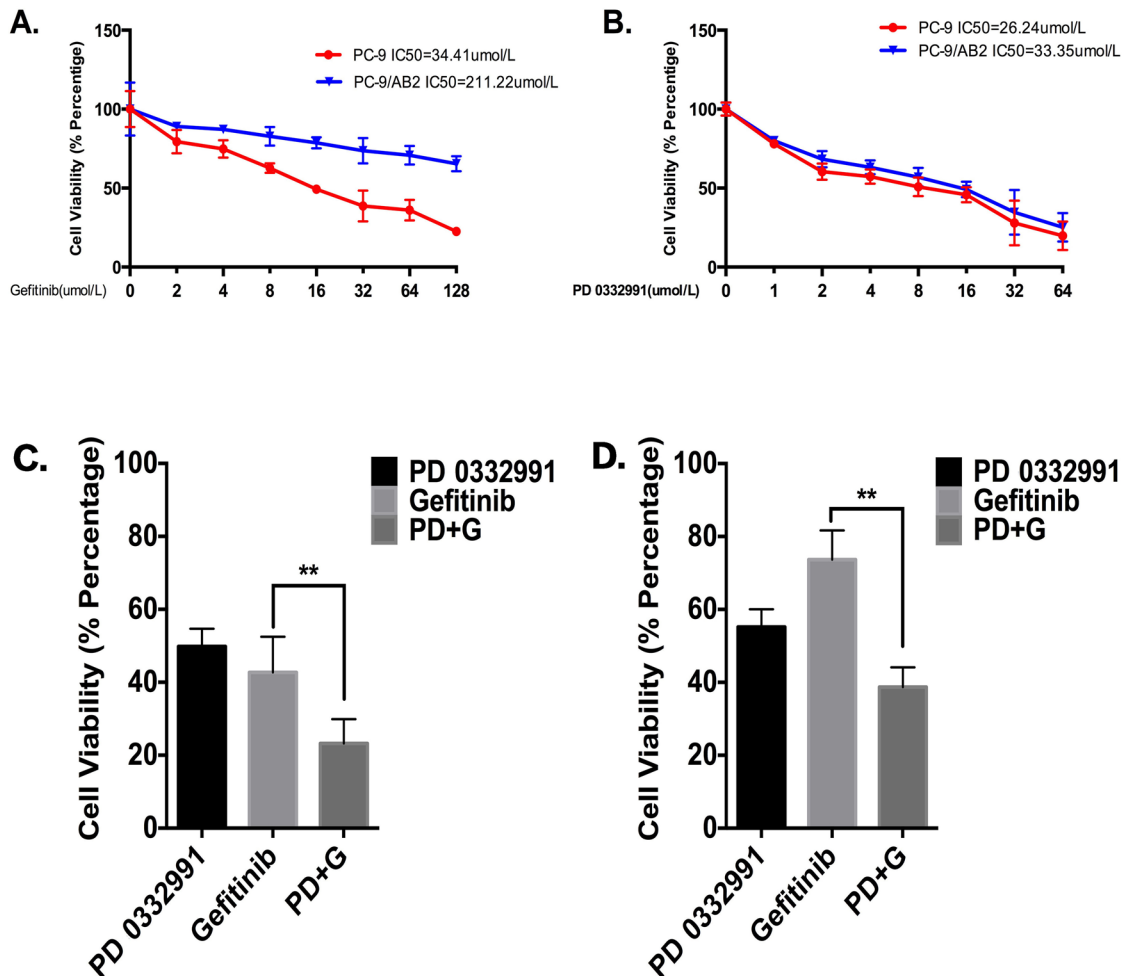 A.
150
100
50
0
Cell Viability (% Percentige)
PC-9 IC50=34.41umol/L
PC-9/AB2 IC50=211.22umol/L
Gefitinib(umol/L)
0 2 4 8 16 32 64 128
B.
150
100
50
0
Cell Viability (% Percentige)
PC-9 IC50=26.24umol/L
PC-9/AB2 IC50=33.35umol/L
PD 0332991(umol/L)
0 1 2 4 8 16 32 64
C.
100
80
60
40
20
0
Cell Viability (% Percentage)
PD 0332991
Gefitinib
PD+G
**
PD 0332991
Gefitinib
PD+G
D.
100
80
60
40
20
0
Cell Viability (% Percentage)
PD 0332991
Gefitinib
PD+G
**
PD 0332991
Gefitinib
PD+G